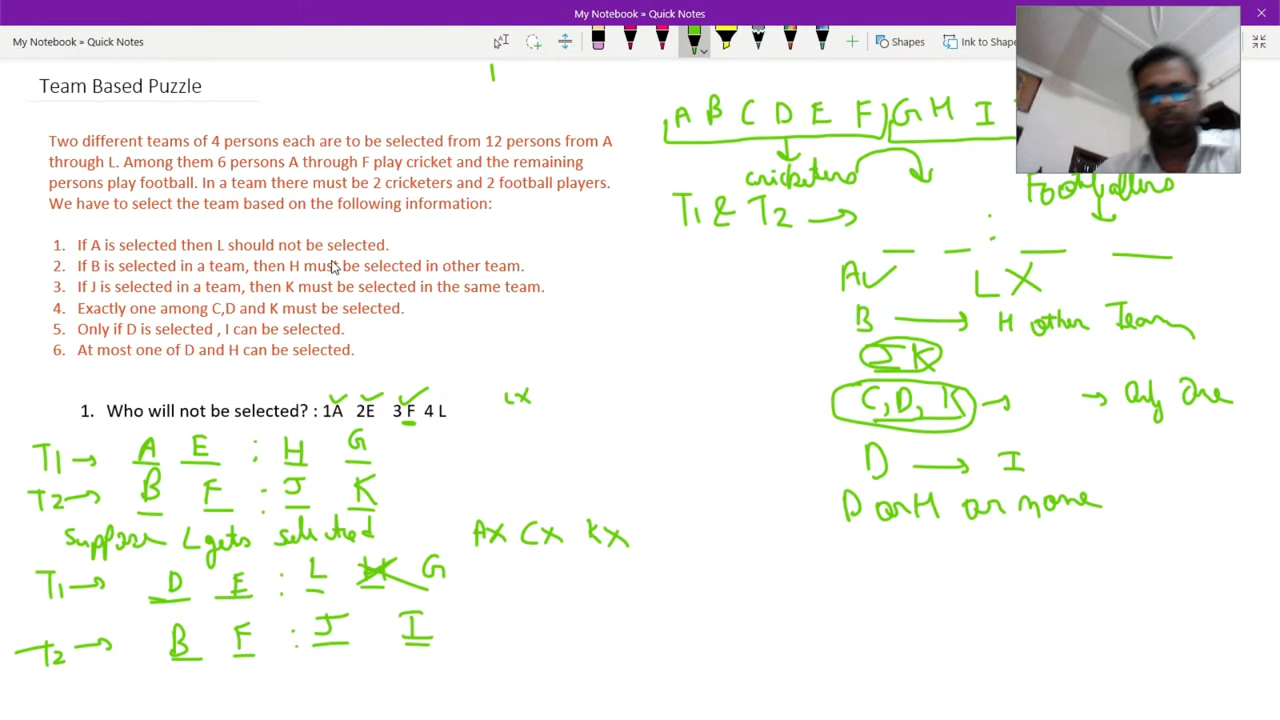 My Notebook » Quick Notes
My Notebook » Quick Notes
Shapes
Ink to Shape
Team Based Puzzle
Two different teams of 4 persons each are to be selected from 12 persons from A
through L. Among them 6 persons A through F play cricket and the remaining
persons play football. In a team there must be 2 cricketers and 2 football players.
We have to select the team based on the following information:
1. If A is selected then L should not be selected.
2. If B is selected in a team, then H must be selected in other team.
3. If J is selected in a team, then K must be selected in the same team.
4. Exactly one among C,D and K must be selected.
5. Only if D is selected , I can be selected.
6. At most one of D and H can be selected.
1. Who will not be selected? : 1A 2E 3 F 4 L
LX
T1 → A E : H G
T2 → B F : J K
Suppose L gets selected
AX CX KX
T1 → D E : L H G
T2 → B F : J I
A B C D E F G H I
cricketers
Footballers
T1 & T2 →
A✓ L X
B → H other Team
J K
C, D, K → → Only One
D → I
D or H or none